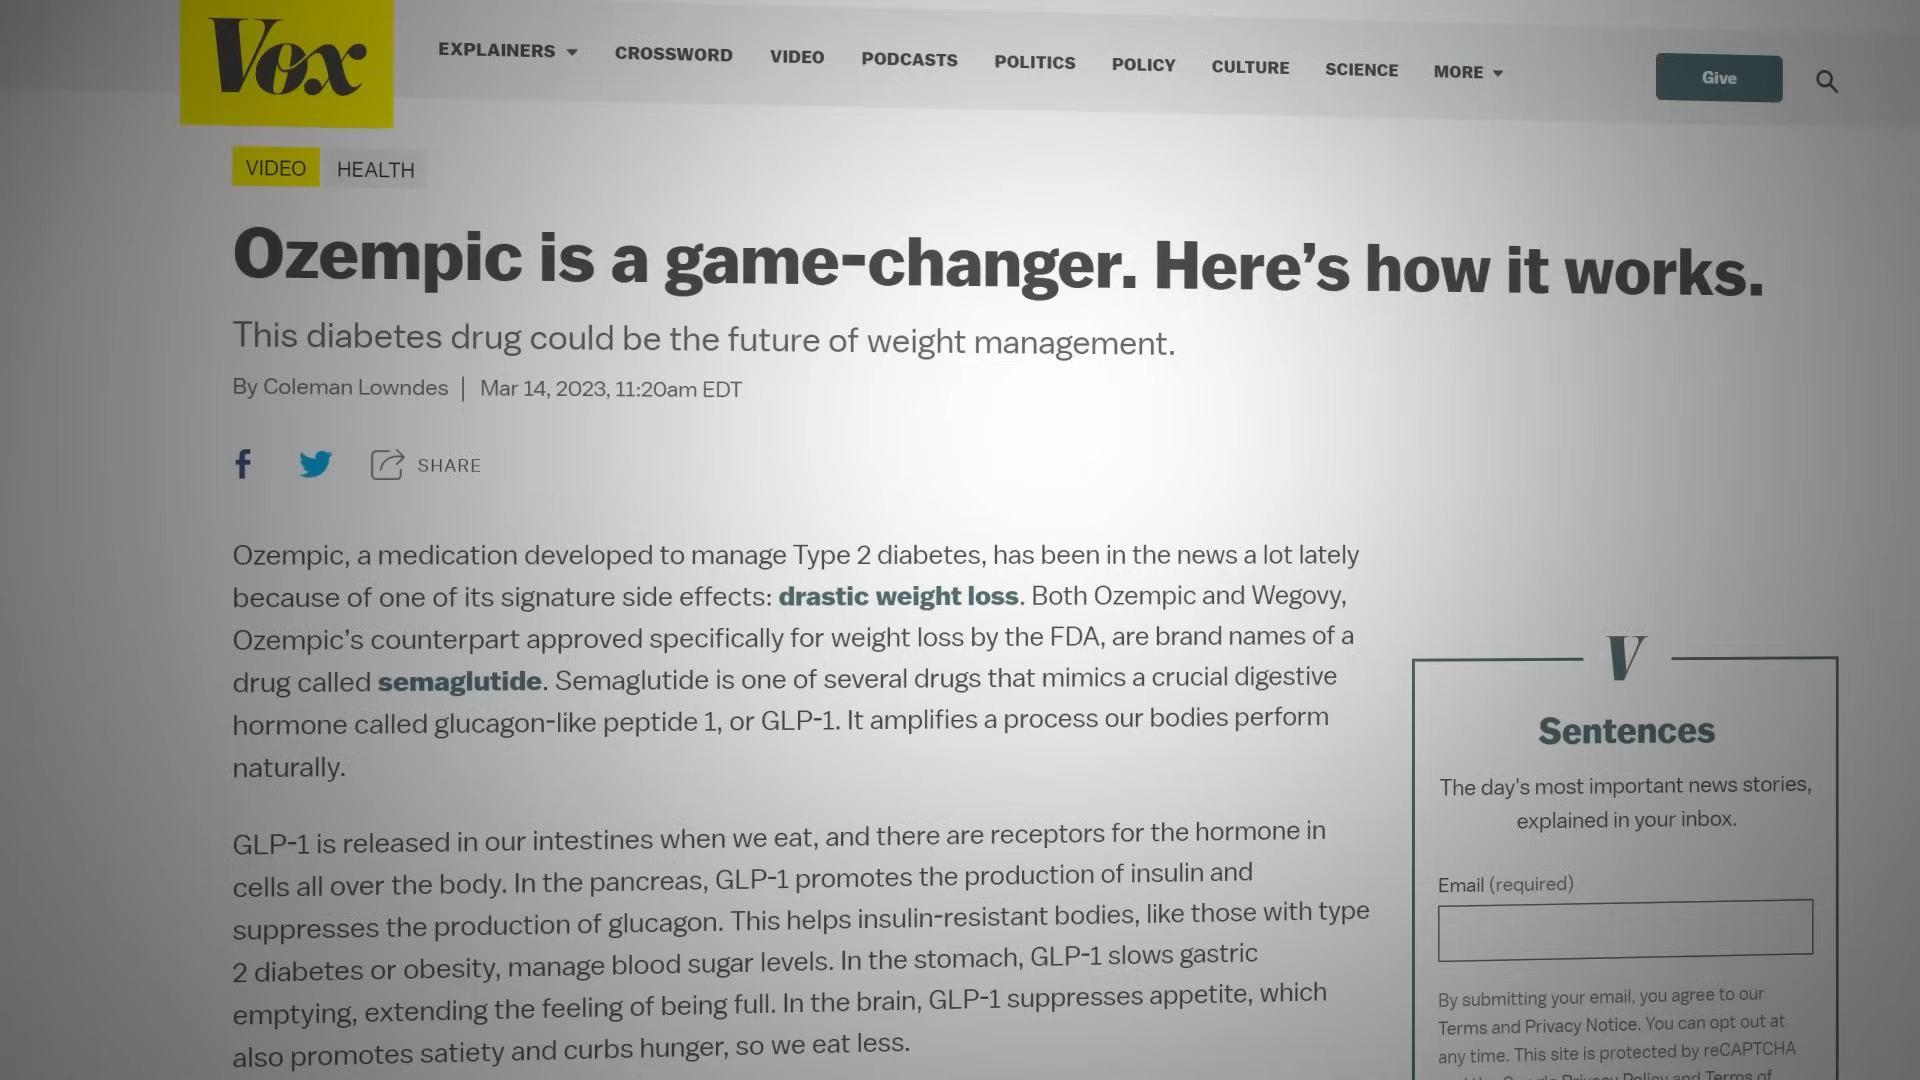 Vox
EXPLAINERS CROSSWORD VIDEO PODCASTS POLITICS POLICY CULTURE SCIENCE MORE Give
VIDEO HEALTH
Ozempic is a game-changer. Here’s how it works.
This diabetes drug could be the future of weight management.
By Coleman Lowndes | Mar 14, 2023, 11:20am EDT
SHARE
Ozempic, a medication developed to manage Type 2 diabetes, has been in the news a lot lately
because of one of its signature side effects: drastic weight loss. Both Ozempic and Wegovy,
Ozempic’s counterpart approved specifically for weight loss by the FDA, are brand names of a
drug called semaglutide. Semaglutide is one of several drugs that mimics a crucial digestive
hormone called glucagon-like peptide 1, or GLP-1. It amplifies a process our bodies perform
naturally.
GLP-1 is released in our intestines when we eat, and there are receptors for the hormone in
cells all over the body. In the pancreas, GLP-1 promotes the production of insulin and
suppresses the production of glucagon. This helps insulin-resistant bodies, like those with type
2 diabetes or obesity, manage blood sugar levels. In the stomach, GLP-1 slows gastric
emptying, extending the feeling of being full. In the brain, GLP-1 suppresses appetite, which
also promotes satiety and curbs hunger, so we eat less.
V
Sentences
The day's most important news stories,
explained in your inbox.
Email (required)
By submitting your email, you agree to our
Terms and Privacy Notice. You can opt out at
any time. This site is protected by reCAPTCHA
and the Google Privacy Policy and Terms of